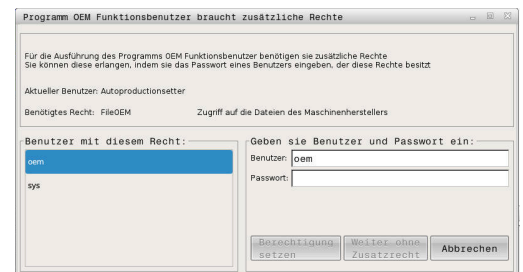 Programm OEM Funktionsbenutzer braucht zusätzliche Rechte
Für die Ausführung des Programms OEM Funktionsbenutzer benötigen sie zusätzliche Rechte
Sie können diese erlangen, indem sie das Passwort eines Benutzers eingeben, der diese Rechte besitzt
Aktueller Benutzer: Autoproductionsetter
Benötigtes Recht: FileOEM Zugriff auf die Dateien des Maschinenherstellers
Benutzer mit diesem Recht:
oem
sys
Geben sie Benutzer und Passwort ein:
Benutzer: oem
Passwort:
Berechtigung setzen
Weiter ohne Zusatzrecht
Abbrechen